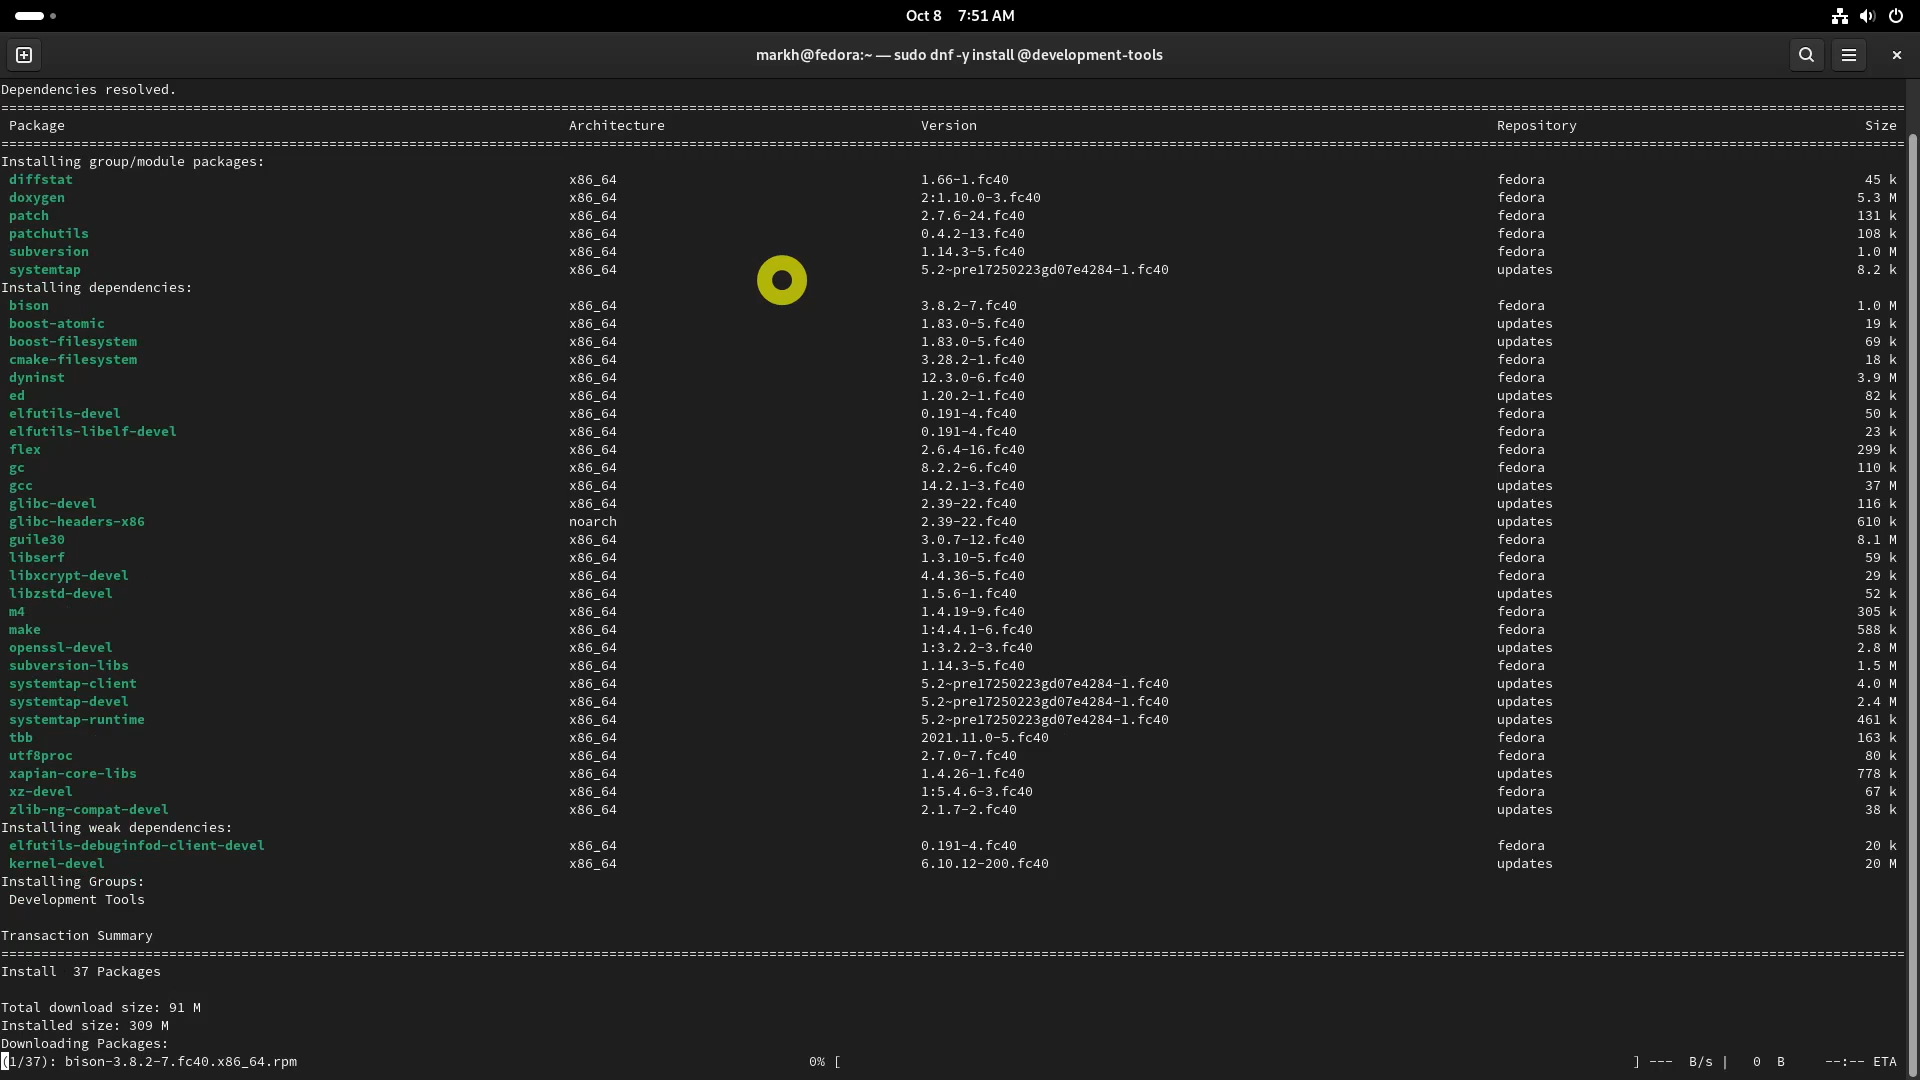 Oct 8 7:51 AM
markh@fedora:~ — sudo dnf -y install @development-tools
Dependencies resolved.
================================================================================
Package Architecture Version Repository Size
================================================================================
Installing group/module packages:
diffstat x86_64 1.66-1.fc40 fedora 45 k
doxygen x86_64 2:1.10.0-3.fc40 fedora 5.3 M
patch x86_64 2.7.6-24.fc40 fedora 131 k
patchutils x86_64 0.4.2-13.fc40 fedora 108 k
subversion x86_64 1.14.3-5.fc40 fedora 1.0 M
systemtap x86_64 5.2~pre17250223gd07e4284-1.fc40 updates 8.2 k
Installing dependencies:
bison x86_64 3.8.2-7.fc40 fedora 1.0 M
boost-atomic x86_64 1.83.0-5.fc40 updates 19 k
boost-filesystem x86_64 1.83.0-5.fc40 updates 69 k
cmake-filesystem x86_64 3.28.2-1.fc40 fedora 18 k
dyninst x86_64 12.3.0-6.fc40 fedora 3.9 M
ed x86_64 1.20.2-1.fc40 updates 82 k
elfutils-devel x86_64 0.191-4.fc40 fedora 50 k
elfutils-libelf-devel x86_64 0.191-4.fc40 fedora 23 k
flex x86_64 2.6.4-16.fc40 fedora 299 k
gc x86_64 8.2.2-6.fc40 fedora 110 k
gcc x86_64 14.2.1-3.fc40 updates 37 M
glibc-devel x86_64 2.39-22.fc40 updates 116 k
glibc-headers-x86 noarch 2.39-22.fc40 updates 610 k
guile30 x86_64 3.0.7-12.fc40 fedora 8.1 M
libserf x86_64 1.3.10-5.fc40 fedora 59 k
libxcrypt-devel x86_64 4.4.36-5.fc40 fedora 29 k
libzstd-devel x86_64 1.5.6-1.fc40 updates 52 k
m4 x86_64 1.4.19-9.fc40 fedora 305 k
make x86_64 1:4.4.1-6.fc40 fedora 588 k
openssl-devel x86_64 1:3.2.2-3.fc40 updates 2.8 M
subversion-libs x86_64 1.14.3-5.fc40 fedora 1.5 M
systemtap-client x86_64 5.2~pre17250223gd07e4284-1.fc40 updates 4.0 M
systemtap-devel x86_64 5.2~pre17250223gd07e4284-1.fc40 updates 2.4 M
systemtap-runtime x86_64 5.2~pre17250223gd07e4284-1.fc40 updates 461 k
tbb x86_64 2021.11.0-5.fc40 fedora 163 k
utf8proc x86_64 2.7.0-7.fc40 fedora 80 k
xapian-core-libs x86_64 1.4.26-1.fc40 updates 778 k
xz-devel x86_64 1:5.4.6-3.fc40 fedora 67 k
zlib-ng-compat-devel x86_64 2.1.7-2.fc40 updates 38 k
Installing weak dependencies:
elfutils-debuginfod-client-devel x86_64 0.191-4.fc40 fedora 20 k
kernel-devel x86_64 6.10.12-200.fc40 updates 20 M
Installing Groups:
Development Tools
Transaction Summary
================================================================================
Install 37 Packages
Total download size: 91 M
Installed size: 309 M
Downloading Packages:
(1/37): bison-3.8.2-7.fc40.x86_64.rpm 0% [ ] --- B/s | 0 B --:-- ETA